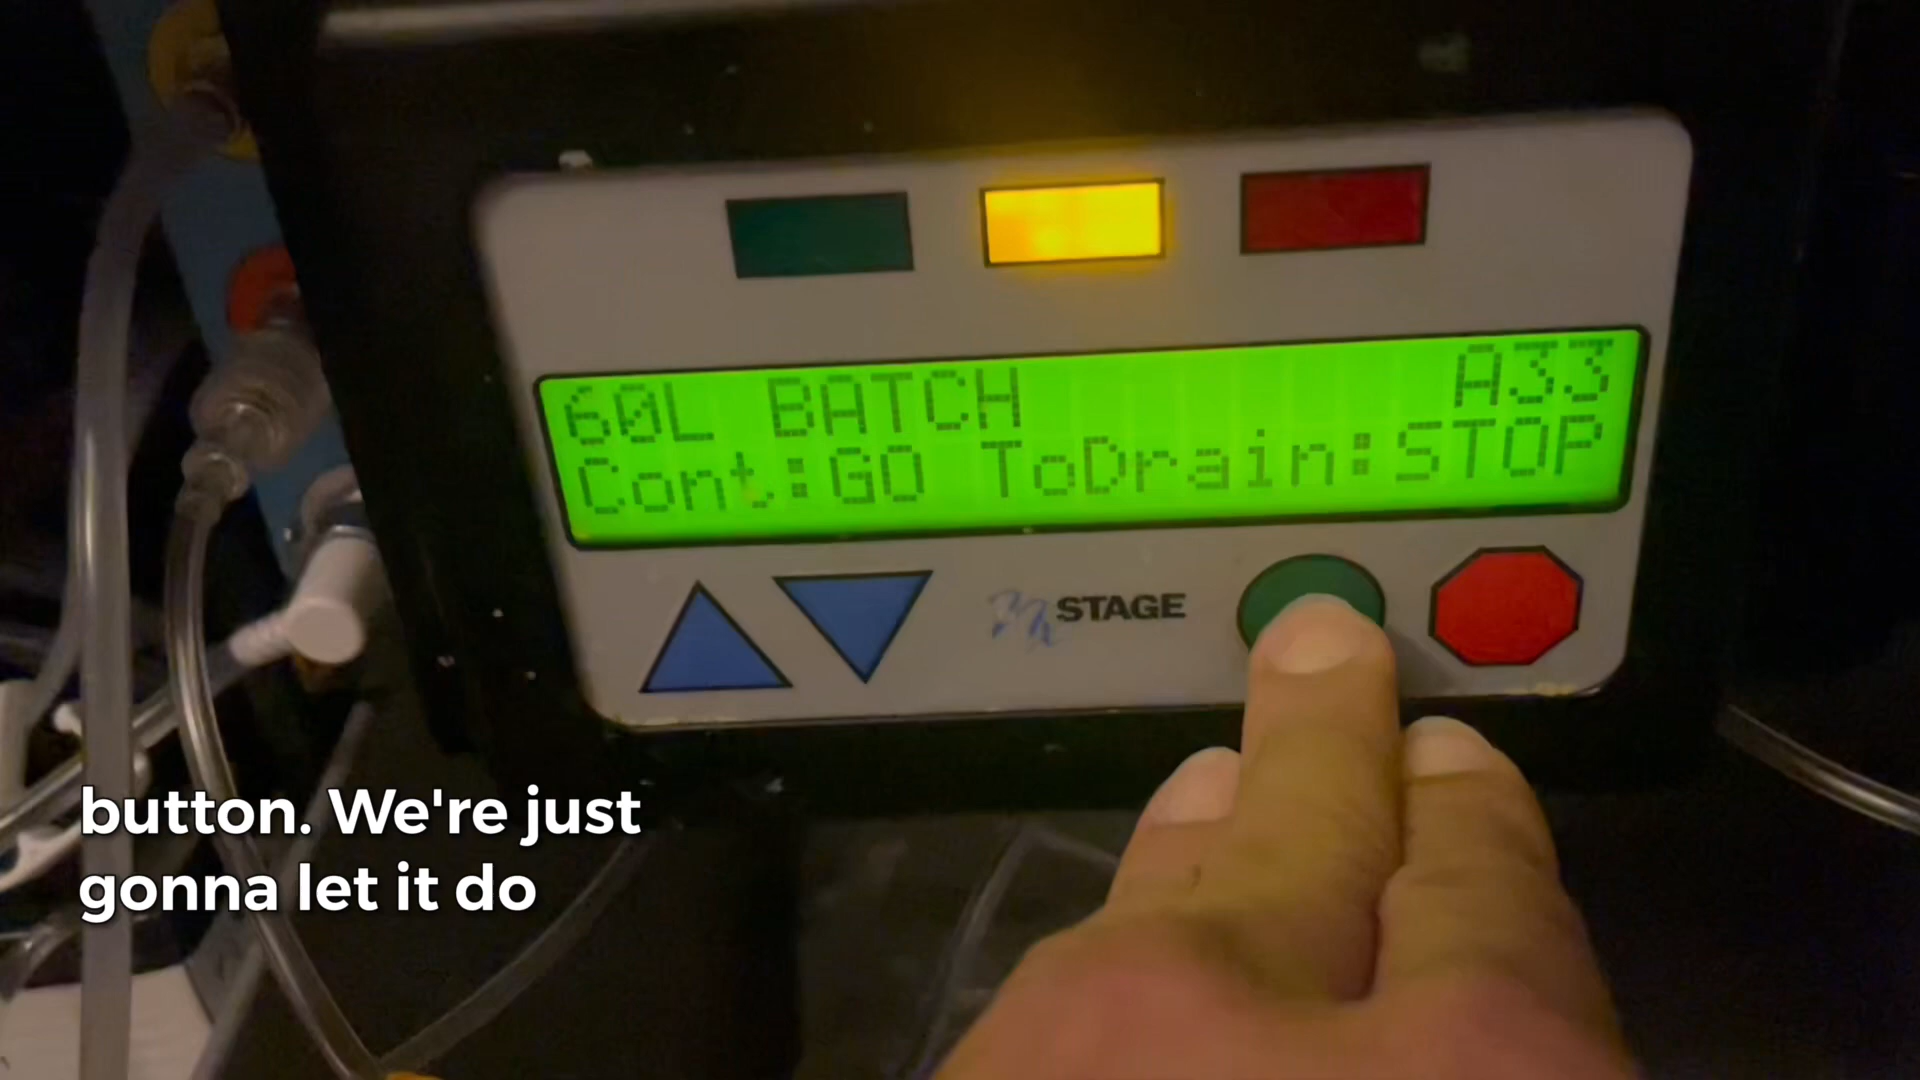 60L BATCH A33
Cont:GO ToDrain:STOP
STAGE
button. We're just
gonna let it do